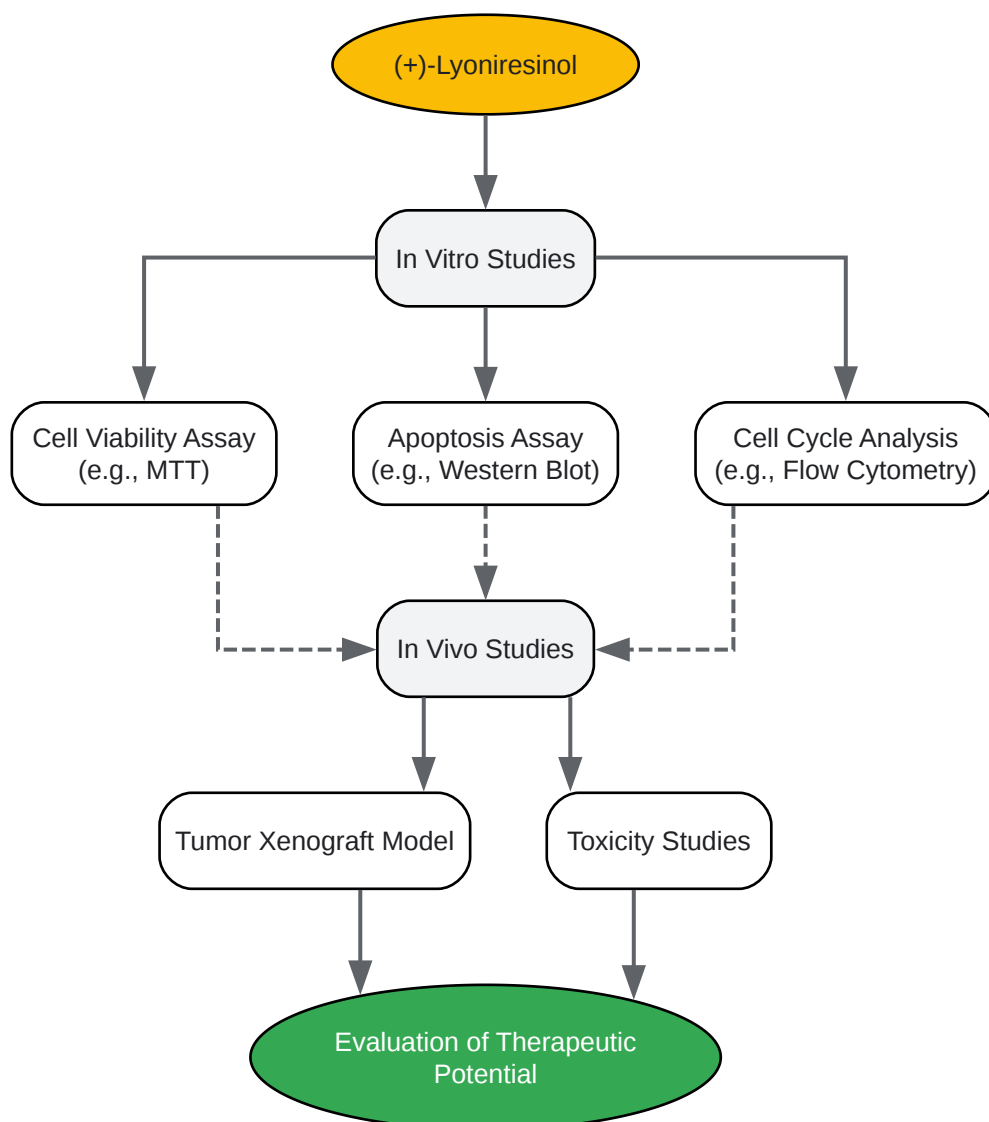 (+)-Lyoniresinol
In Vitro Studies
Cell Viability Assay
(e.g., MTT)
Apoptosis Assay
(e.g., Western Blot)
Cell Cycle Analysis
(e.g., Flow Cytometry)
In Vivo Studies
Tumor Xenograft Model
Toxicity Studies
Evaluation of Therapeutic
Potential